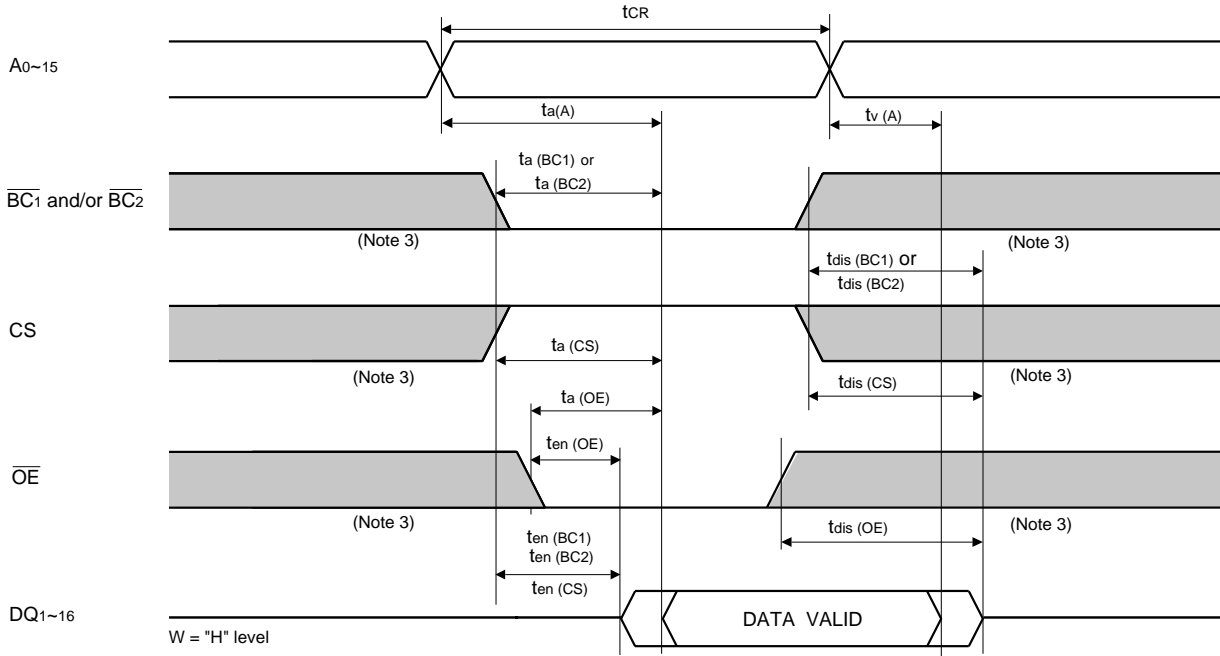 tCR
A0~15
ta(A)
tv (A)
ta (BC1) or
ta (BC2)
BC1 and/or BC2
(Note 3)
(Note 3)
tdis (BC1) or
tdis (BC2)
CS
ta (CS)
(Note 3)
(Note 3)
tdis (CS)
ta (OE)
ten (OE)
OE
(Note 3)
(Note 3)
tdis (OE)
ten (BC1)
ten (BC2)
ten (CS)
DQ1~16
DATA VALID
W = "H" level